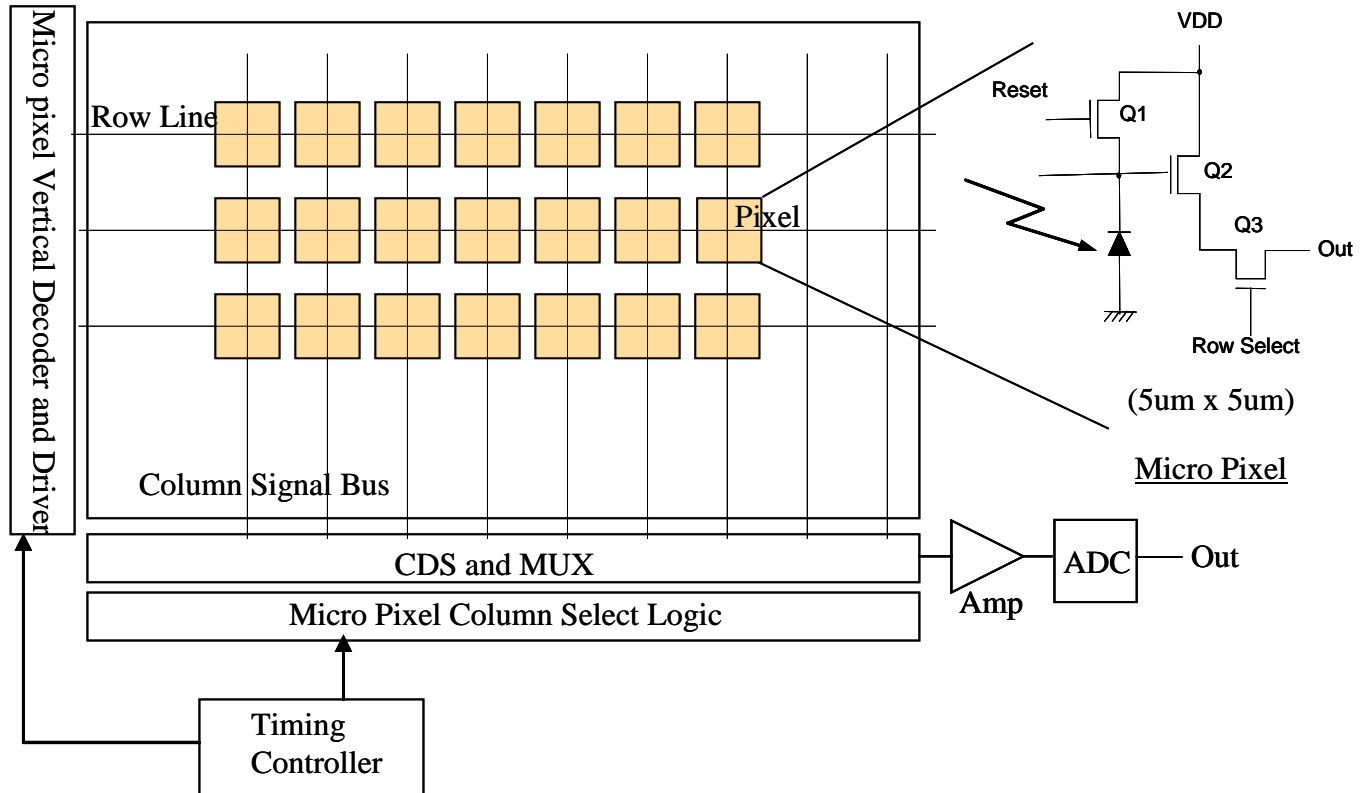 Micro pixel Vertical Decoder and Driver
Row Line
Pixel
Column Signal Bus
CDS and MUX
Micro Pixel Column Select Logic
Timing
Controller
Amp
ADC
Out
VDD
Reset
Q1
Q2
Q3
Out
Row Select
(5um x 5um)
Micro Pixel